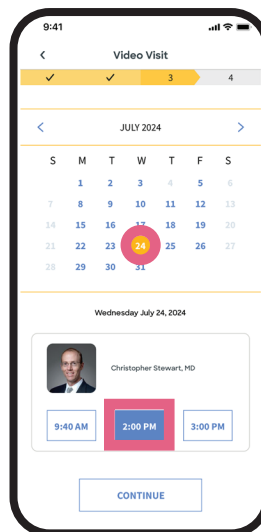 9:41
Video Visit
3 4
JULY 2024
S M T W T F S
1 2 3 4 5 6
7 8 9 10 11 12 13
14 15 16 17 18 19 20
21 22 23 24 25 26 27
28 29 30 31
Wednesday July 24, 2024
Christopher Stewart, MD
9:40 AM 2:00 PM 3:00 PM
CONTINUE